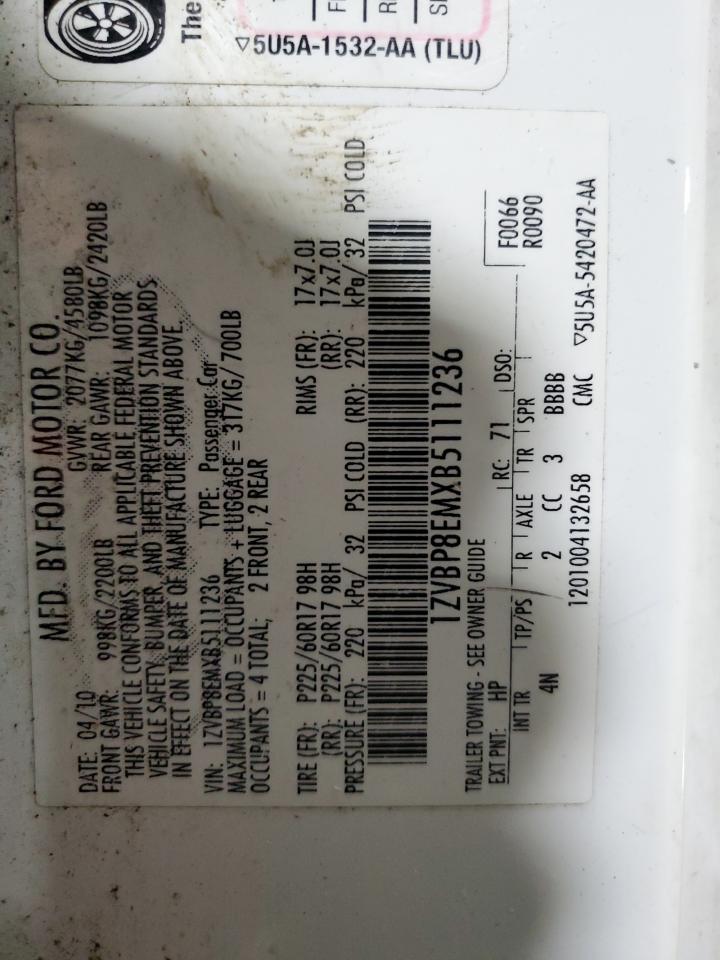 The
5U5A-1532-AA (TLU)
MFD. BY FORD MOTOR CO.
DATE: 04/10 GVWR: 2077KG/4580LB
FRONT GAWR: 998KG/2200LB REAR GAWR: 1098KG/2420LB
THIS VEHICLE CONFORMS TO ALL APPLICABLE FEDERAL MOTOR
VEHICLE SAFETY, BUMPER, AND THEFT PREVENTION STANDARDS
IN EFFECT ON THE DATE OF MANUFACTURE SHOWN ABOVE.
VIN: 1ZVBP8EMXB5111236 TYPE: Passenger Car
MAXIMUM LOAD = OCCUPANTS + LUGGAGE = 317KG/ 700LB
OCCUPANTS = 4 TOTAL; 2 FRONT, 2 REAR
TIRE (FR): P225/60R17 98H RIMS (FR): 17x7.0J
(RR): P225/60R17 98H (RR): 17x7.0J
PRESSURE (FR): 220 kPa/ 32 PSI COLD (RR): 220 kPa/ 32 PSI COLD
1ZVBP8EMXB5111236
TRAILER TOWING - SEE OWNER GUIDE
EXT PNT: HP RC: 71 DSO: F0066
R0090
INT TR TP/PS R AXLE TR SPR
4N 2 CC 3 BBBB
1201004132658 CMC ▽5U5A-5420472-AA